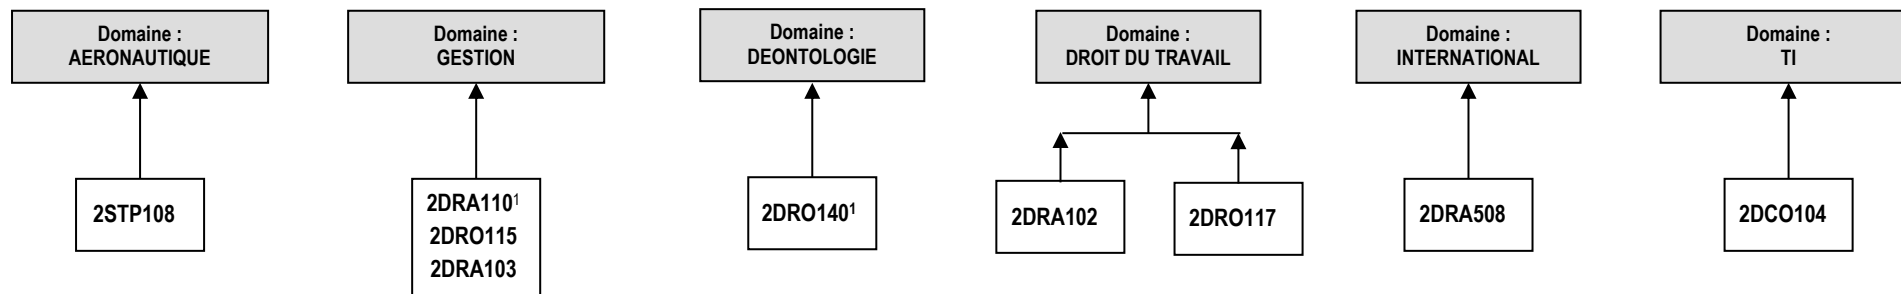 Domaine :
AERONAUTIQUE
Domaine :
GESTION
Domaine :
DEONTOLOGIE
Domaine :
DROIT DU TRAVAIL
Domaine :
INTERNATIONAL
Domaine :
TI
2STP108
2DRA110¹
2DRO115
2DRA103
2DRO140¹
2DRA102
2DRO117
2DRA508
2DCO104